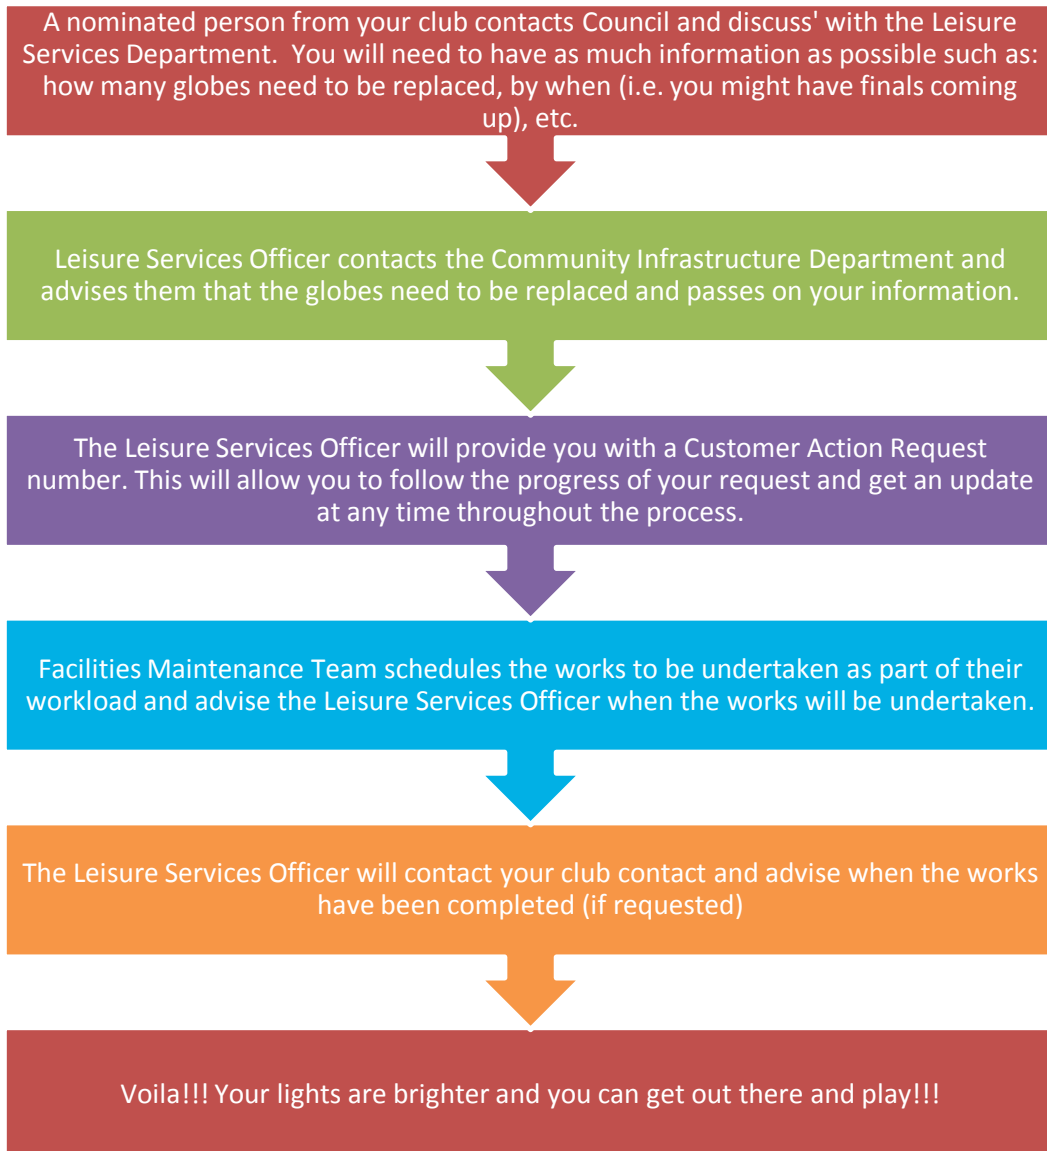 A nominated person from your club contacts Council and discuss' with the Leisure
Services Department.  You will need to have as much information as possible such as:
how many globes need to be replaced, by when (i.e. you might have finals coming
up), etc.
Leisure Services Officer contacts the Community Infrastructure Department and
advises them that the globes need to be replaced and passes on your information.
The Leisure Services Officer will provide you with a Customer Action Request
number. This will allow you to follow the progress of your request and get an update
at any time throughout the process.
Facilities Maintenance Team schedules the works to be undertaken as part of their
workload and advise the Leisure Services Officer when the works will be undertaken.
The Leisure Services Officer will contact your club contact and advise when the works
have been completed (if requested)
Voila!!! Your lights are brighter and you can get out there and play!!!